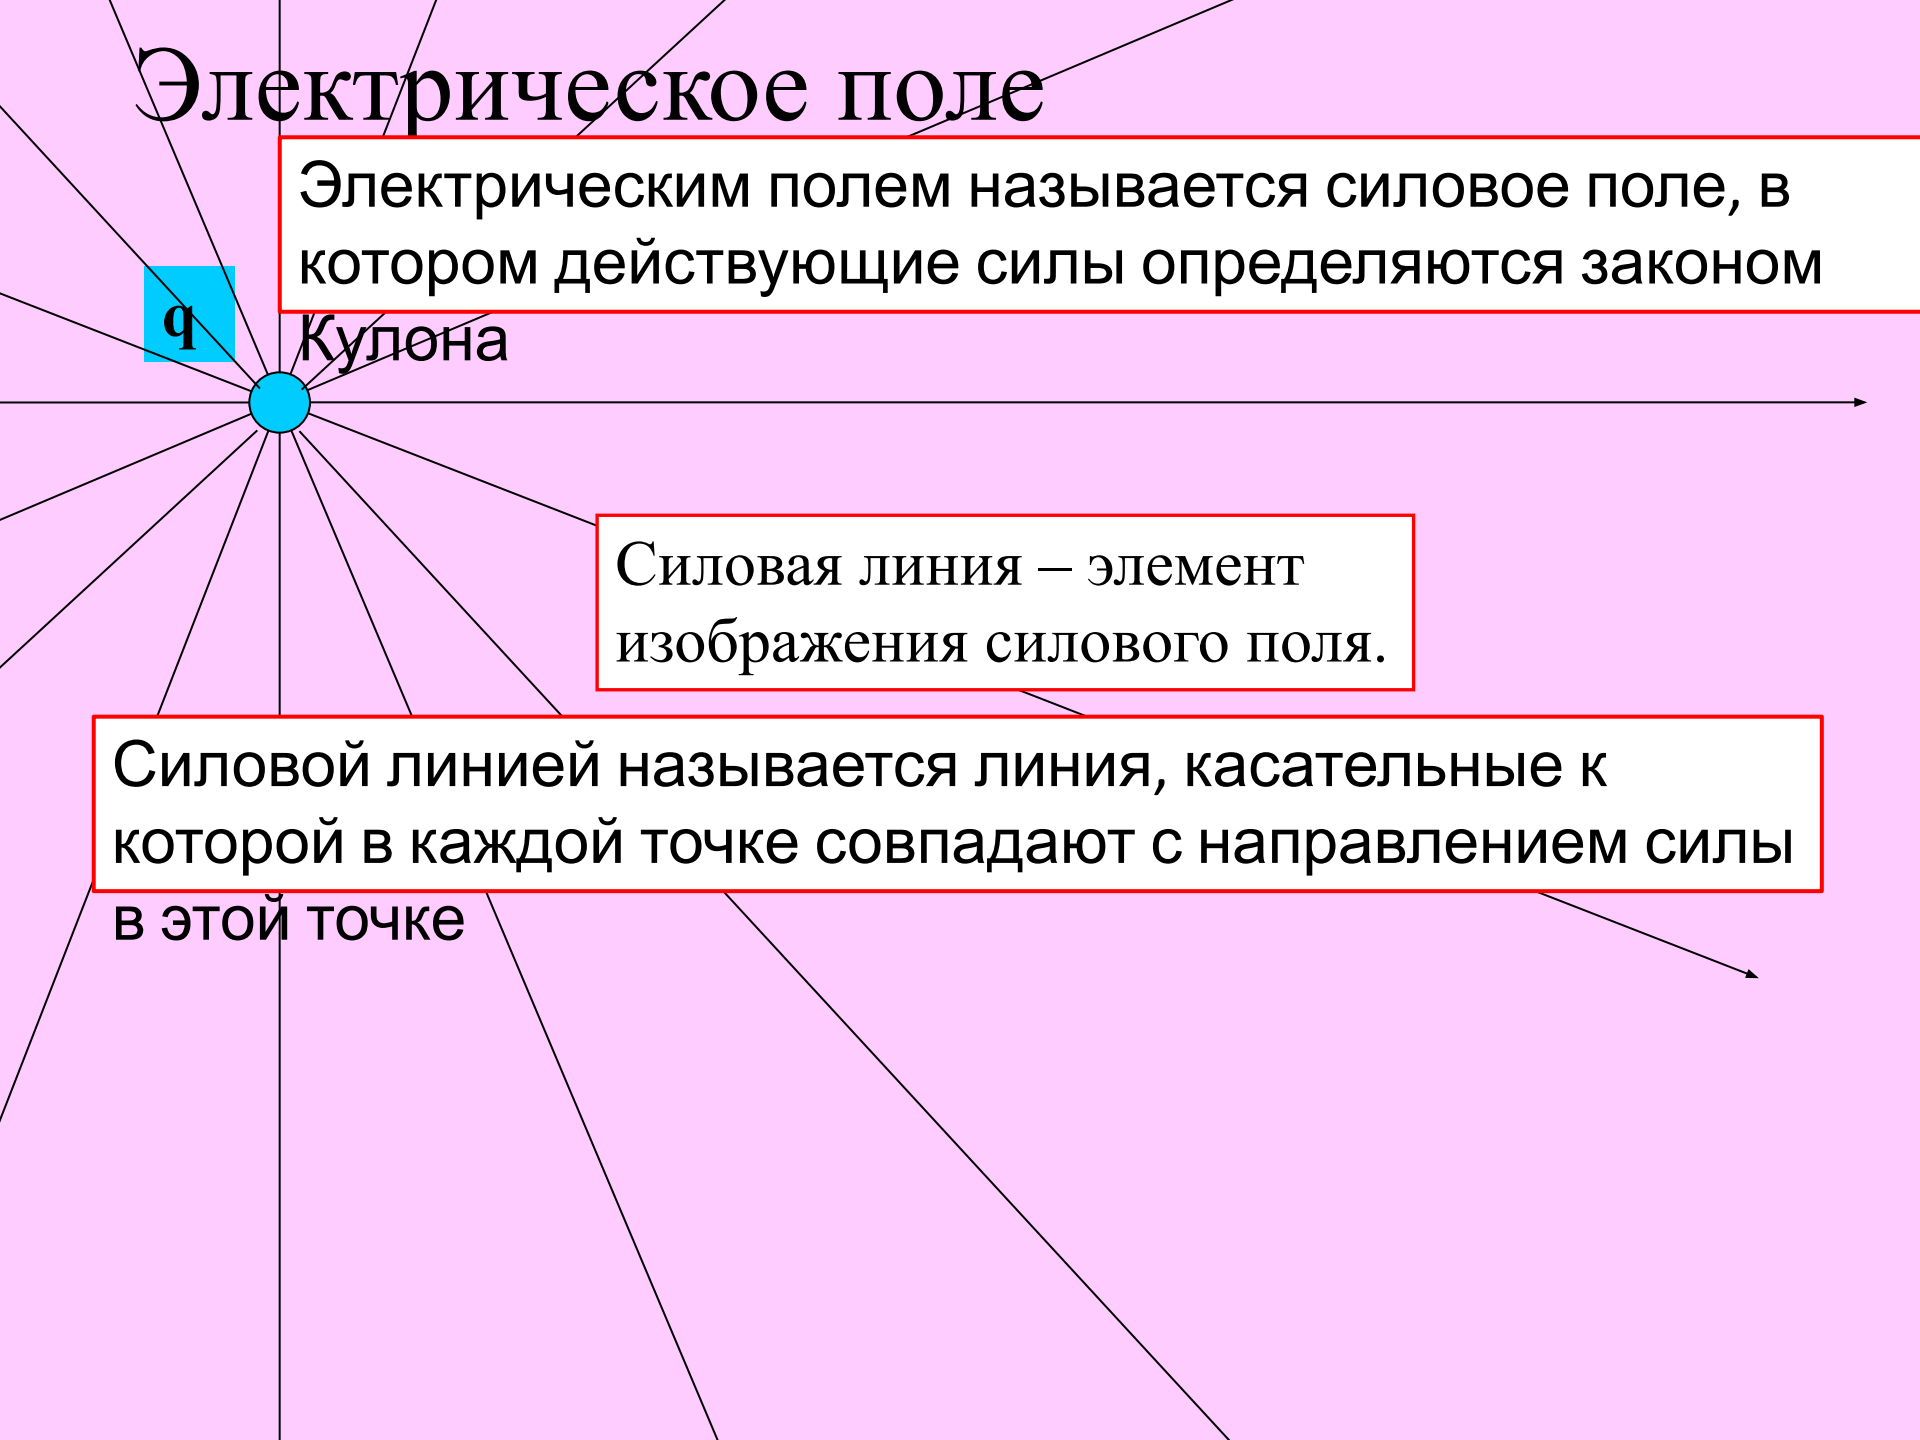 Электрическое поле
Электрическим полем называется силовое поле, в
котором действующие силы определяются законом
Кулона
q
Силовая линия – элемент
изображения силового поля.
Силовой линией называется линия, касательные к
которой в каждой точке совпадают с направлением силы
в этой точке